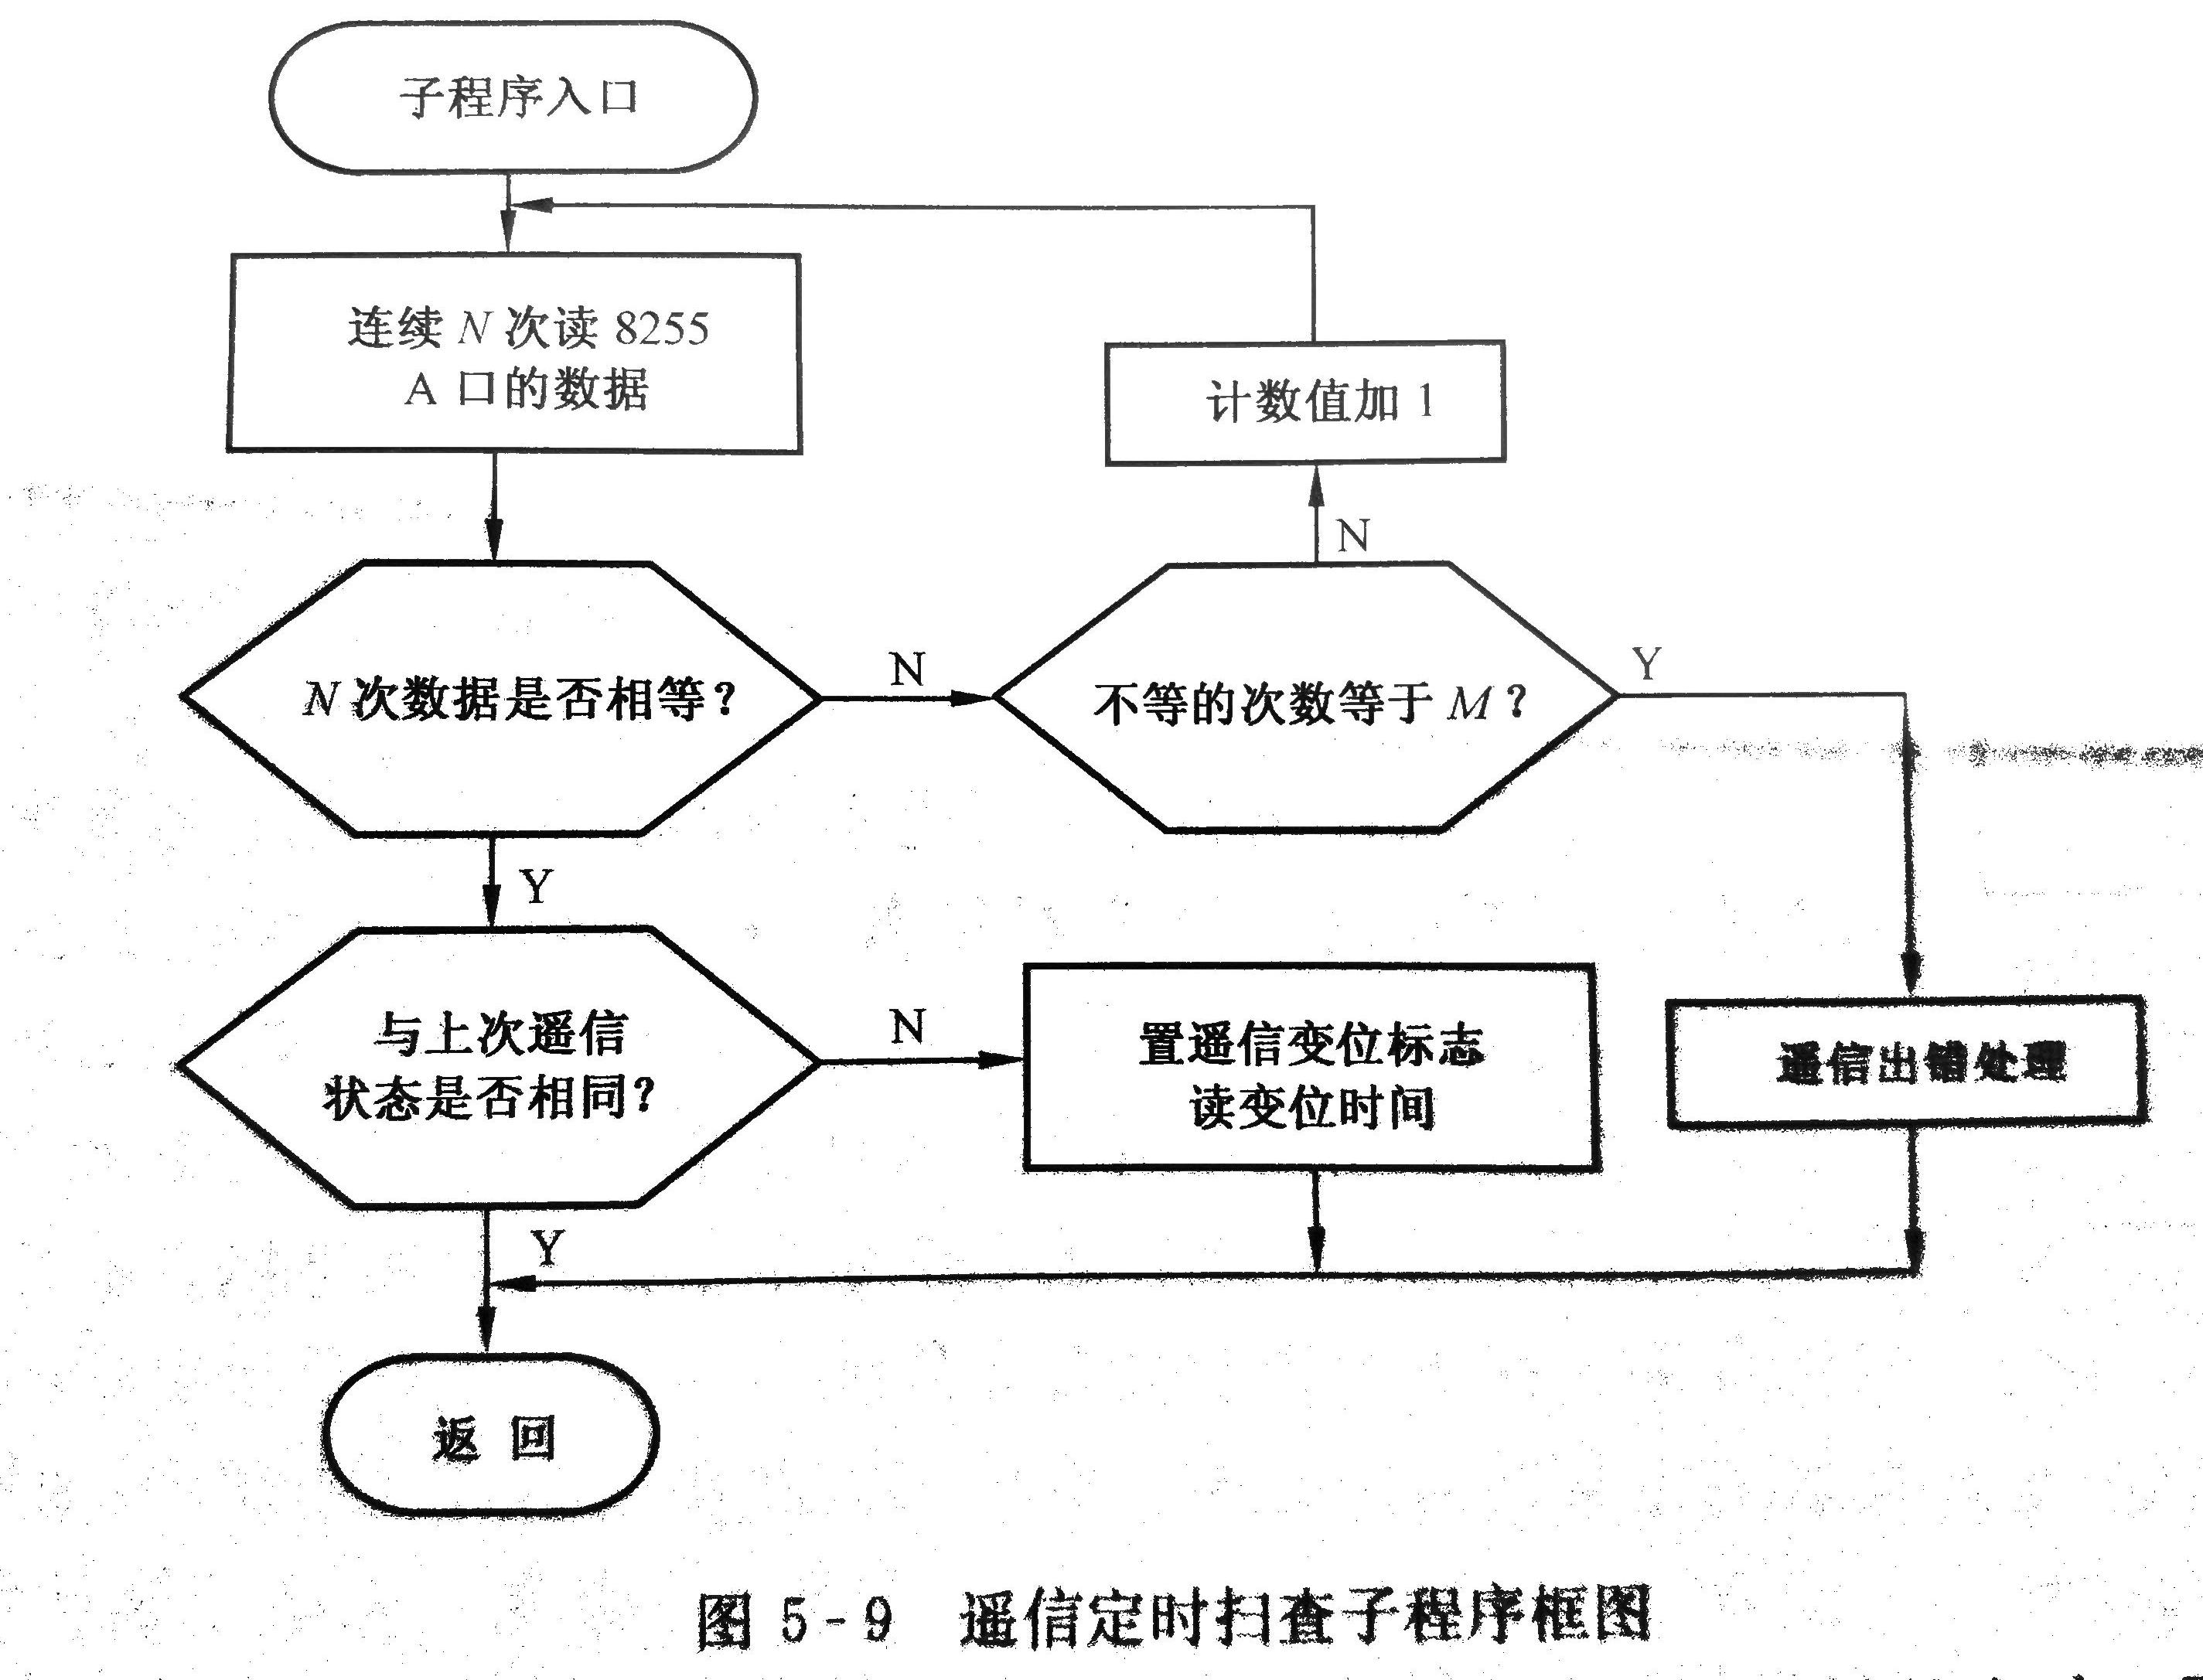 子程序入口
连续 N 次读 8255
A 口的数据
计数值加 1
N
N 次数据是否相等？
N
不等的次数等于 M？
Y
Y
与上次遥信
状态是否相同？
N
置遥信变位标志
读变位时间
遥信出错处理
Y
返 回
图 5-9 遥信定时扫查子程序框图